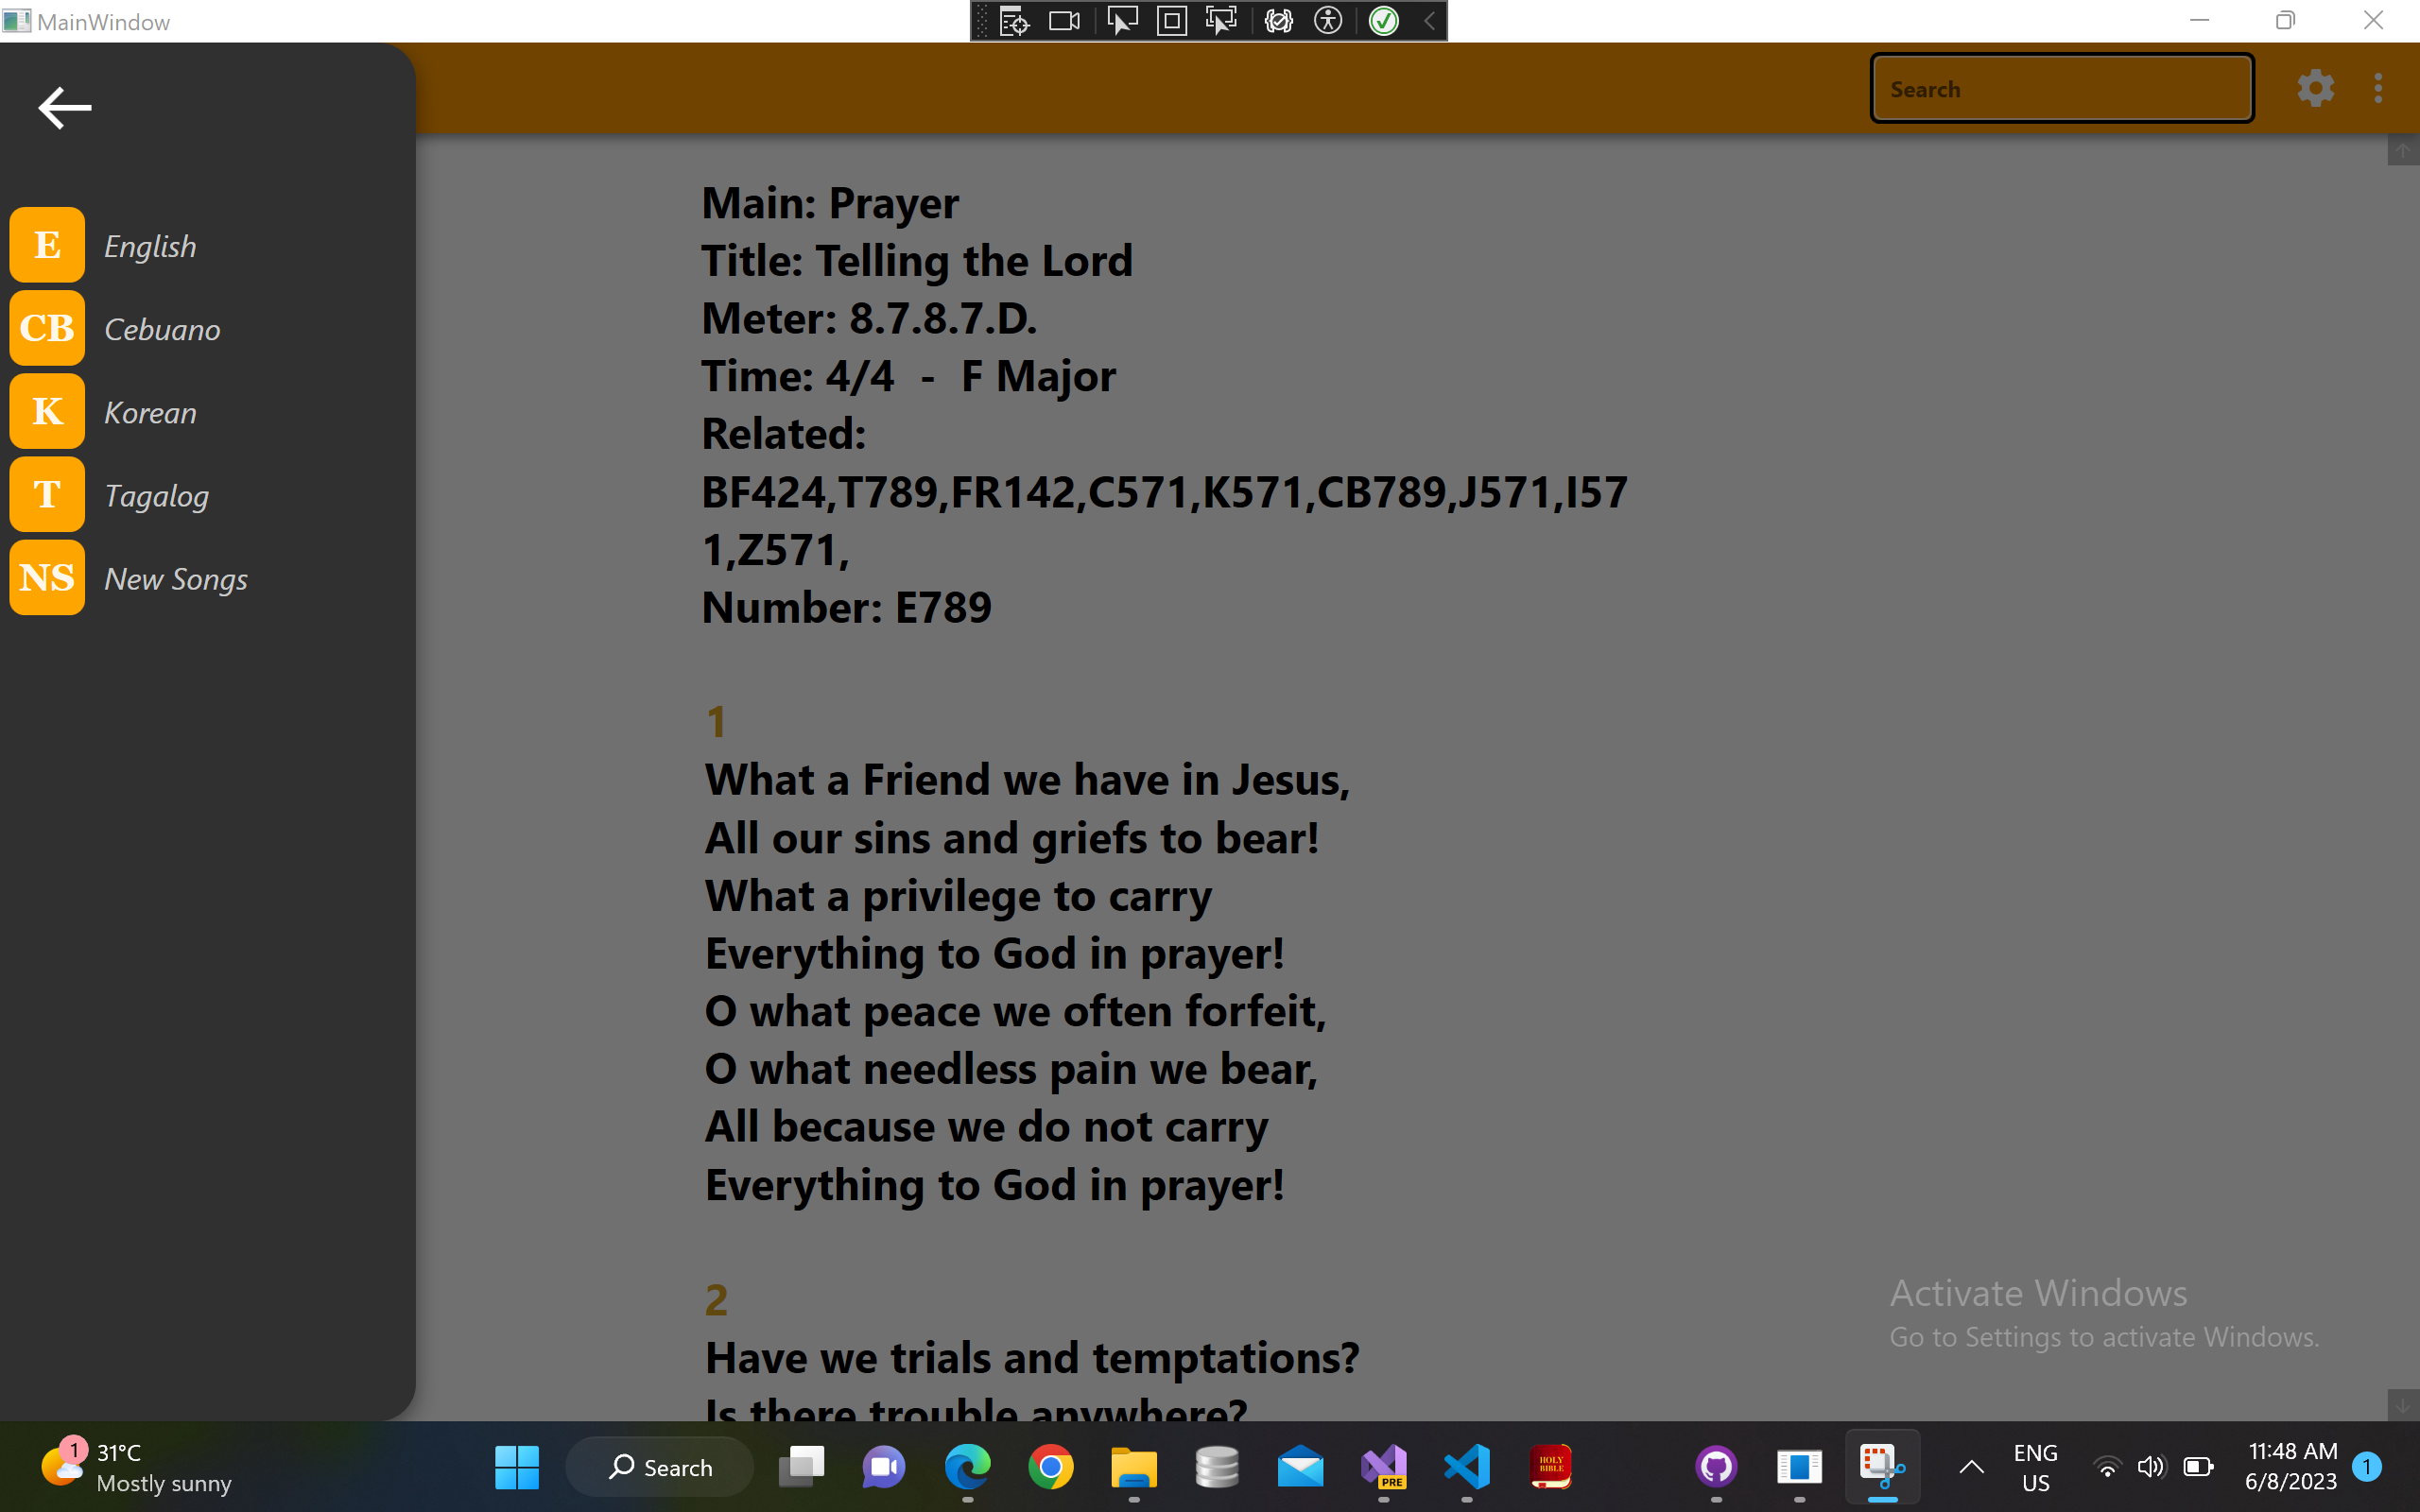 MainWindow
Search
E English
CB Cebuano
K Korean
T Tagalog
NS New Songs
Main: Prayer
Title: Telling the Lord
Meter: 8.7.8.7.D.
Time: 4/4  -  F Major
Related:
BF424,T789,FR142,C571,K571,CB789,J571,I57
1,Z571,
Number: E789
1
What a Friend we have in Jesus,
All our sins and griefs to bear!
What a privilege to carry
Everything to God in prayer!
O what peace we often forfeit,
O what needless pain we bear,
All because we do not carry
Everything to God in prayer!
2
Have we trials and temptations?
Is there trouble anywhere?
Activate Windows
Go to Settings to activate Windows.
1
31°C
Mostly sunny
Search
PRE
HOLY
BIBLE
ENG
US
11:48 AM
6/8/2023
1